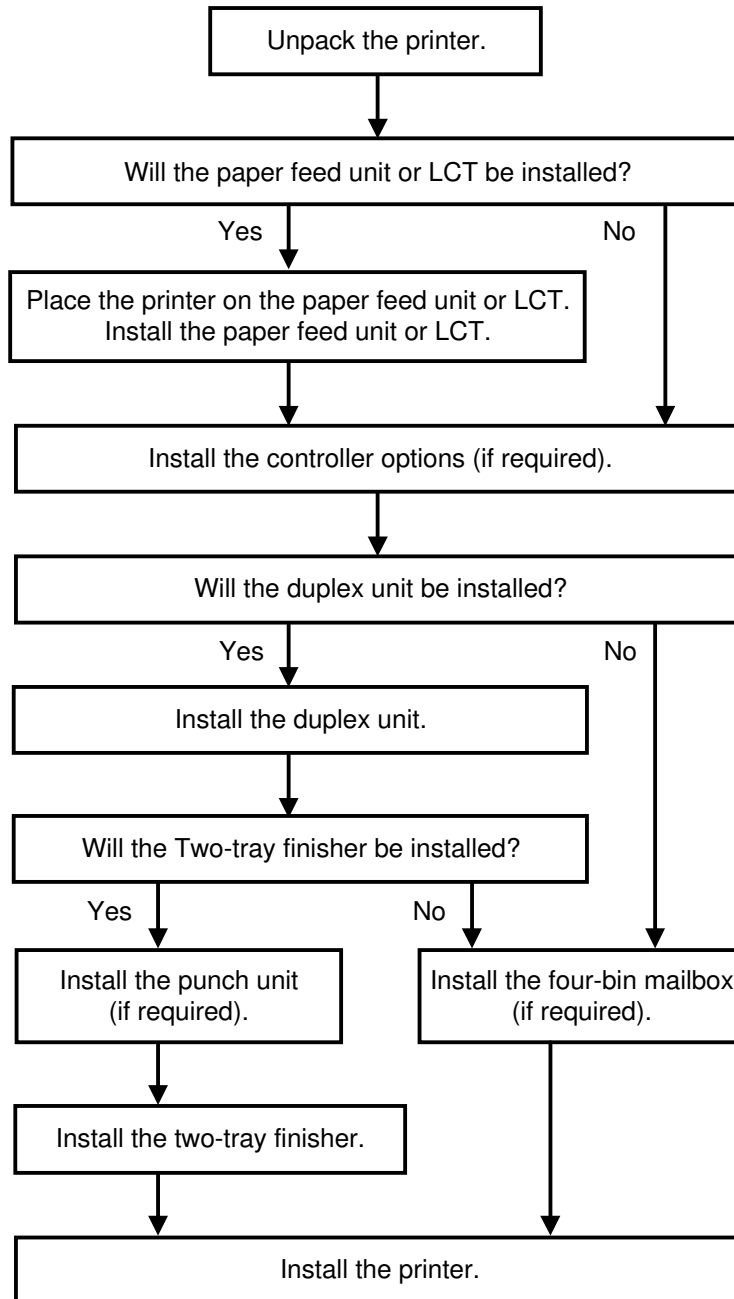 Unpack the printer.
Will the paper feed unit or LCT be installed?
Yes
No
Place the printer on the paper feed unit or LCT.
Install the paper feed unit or LCT.
Install the controller options (if required).
Will the duplex unit be installed?
Yes
No
Install the duplex unit.
Will the Two-tray finisher be installed?
Yes
No
Install the punch unit
(if required).
Install the four-bin mailbox
(if required).
Install the two-tray finisher.
Install the printer.